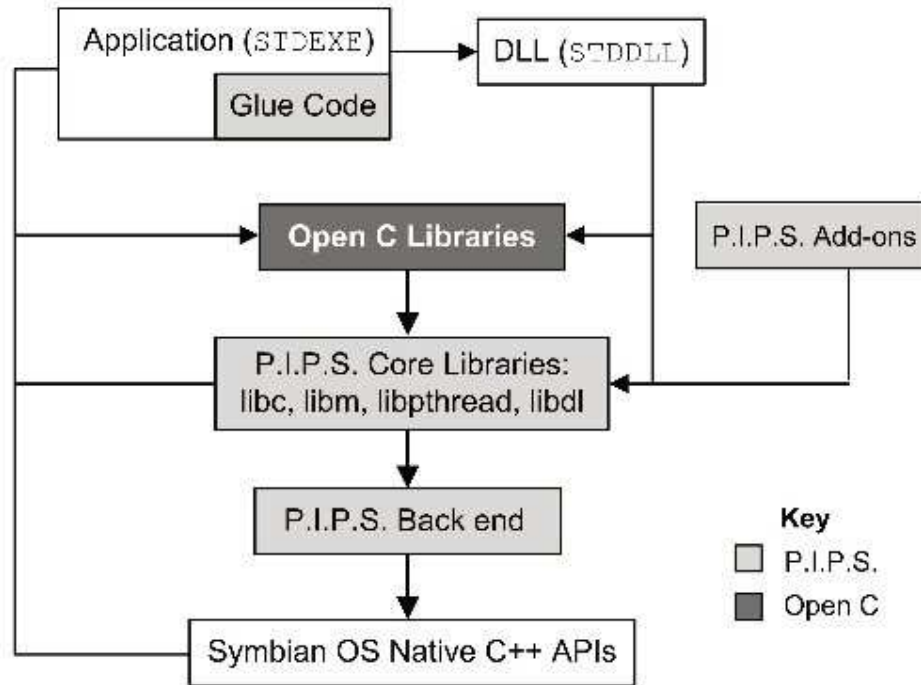 Application (STDEXE)
DLL (STDDLL)
Glue Code
Open C Libraries
P.I.P.S. Add-ons
P.I.P.S. Core Libraries:
libc, libm, libpthread, libdl
P.I.P.S. Back end
Key
P.I.P.S.
Open C
Symbian OS Native C++ APIs